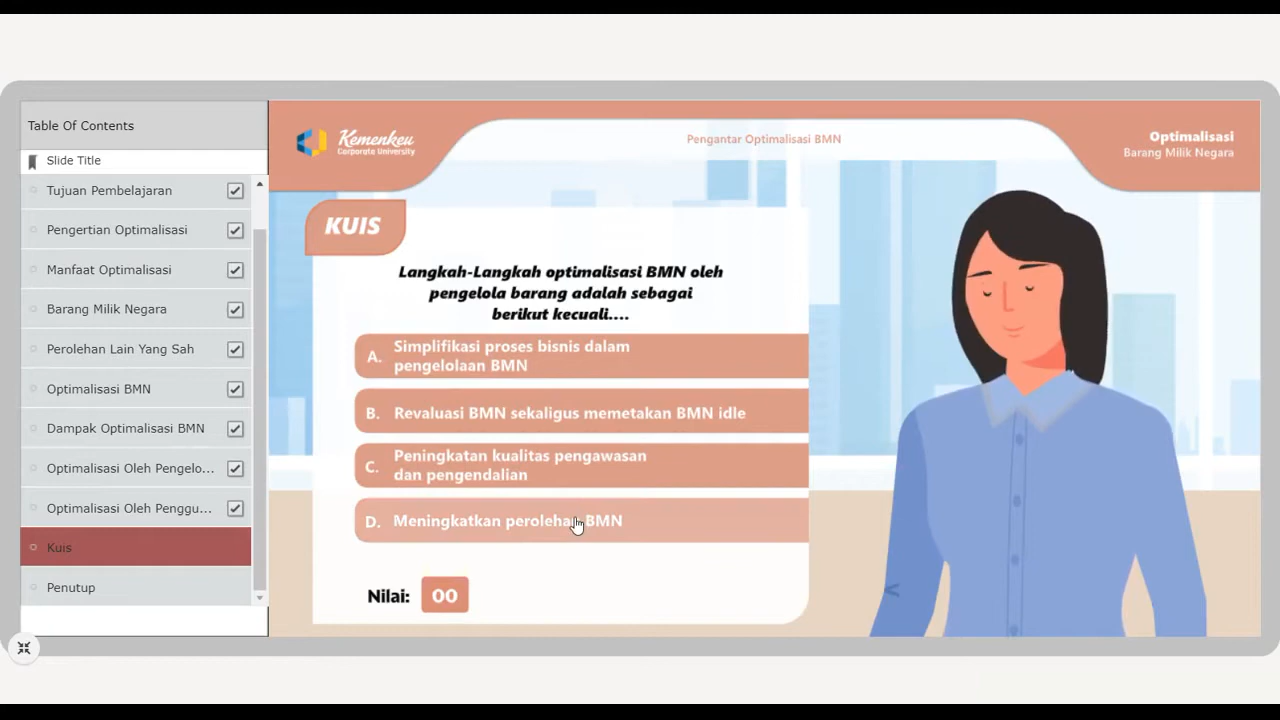 Table Of Contents
Slide Title
Tujuan Pembelajaran
Pengertian Optimalisasi
Manfaat Optimalisasi
Barang Milik Negara
Perolehan Lain Yang Sah
Optimalisasi BMN
Dampak Optimalisasi BMN
Optimalisasi Oleh Pengelo...
Optimalisasi Oleh Penggu...
Kuis
Penutup
Kemenkeu
Corporate University
Pengantar Optimalisasi BMN
Optimalisasi
Barang Milik Negara
KUIS
Langkah-Langkah optimalisasi BMN oleh
pengelola barang adalah sebagai
berikut kecuali....
A. Simplifikasi proses bisnis dalam
pengelolaan BMN
B. Revaluasi BMN sekaligus memetakan BMN idle
C. Peningkatan kualitas pengawasan
dan pengendalian
D. Meningkatkan perolehan BMN
Nilai: 00